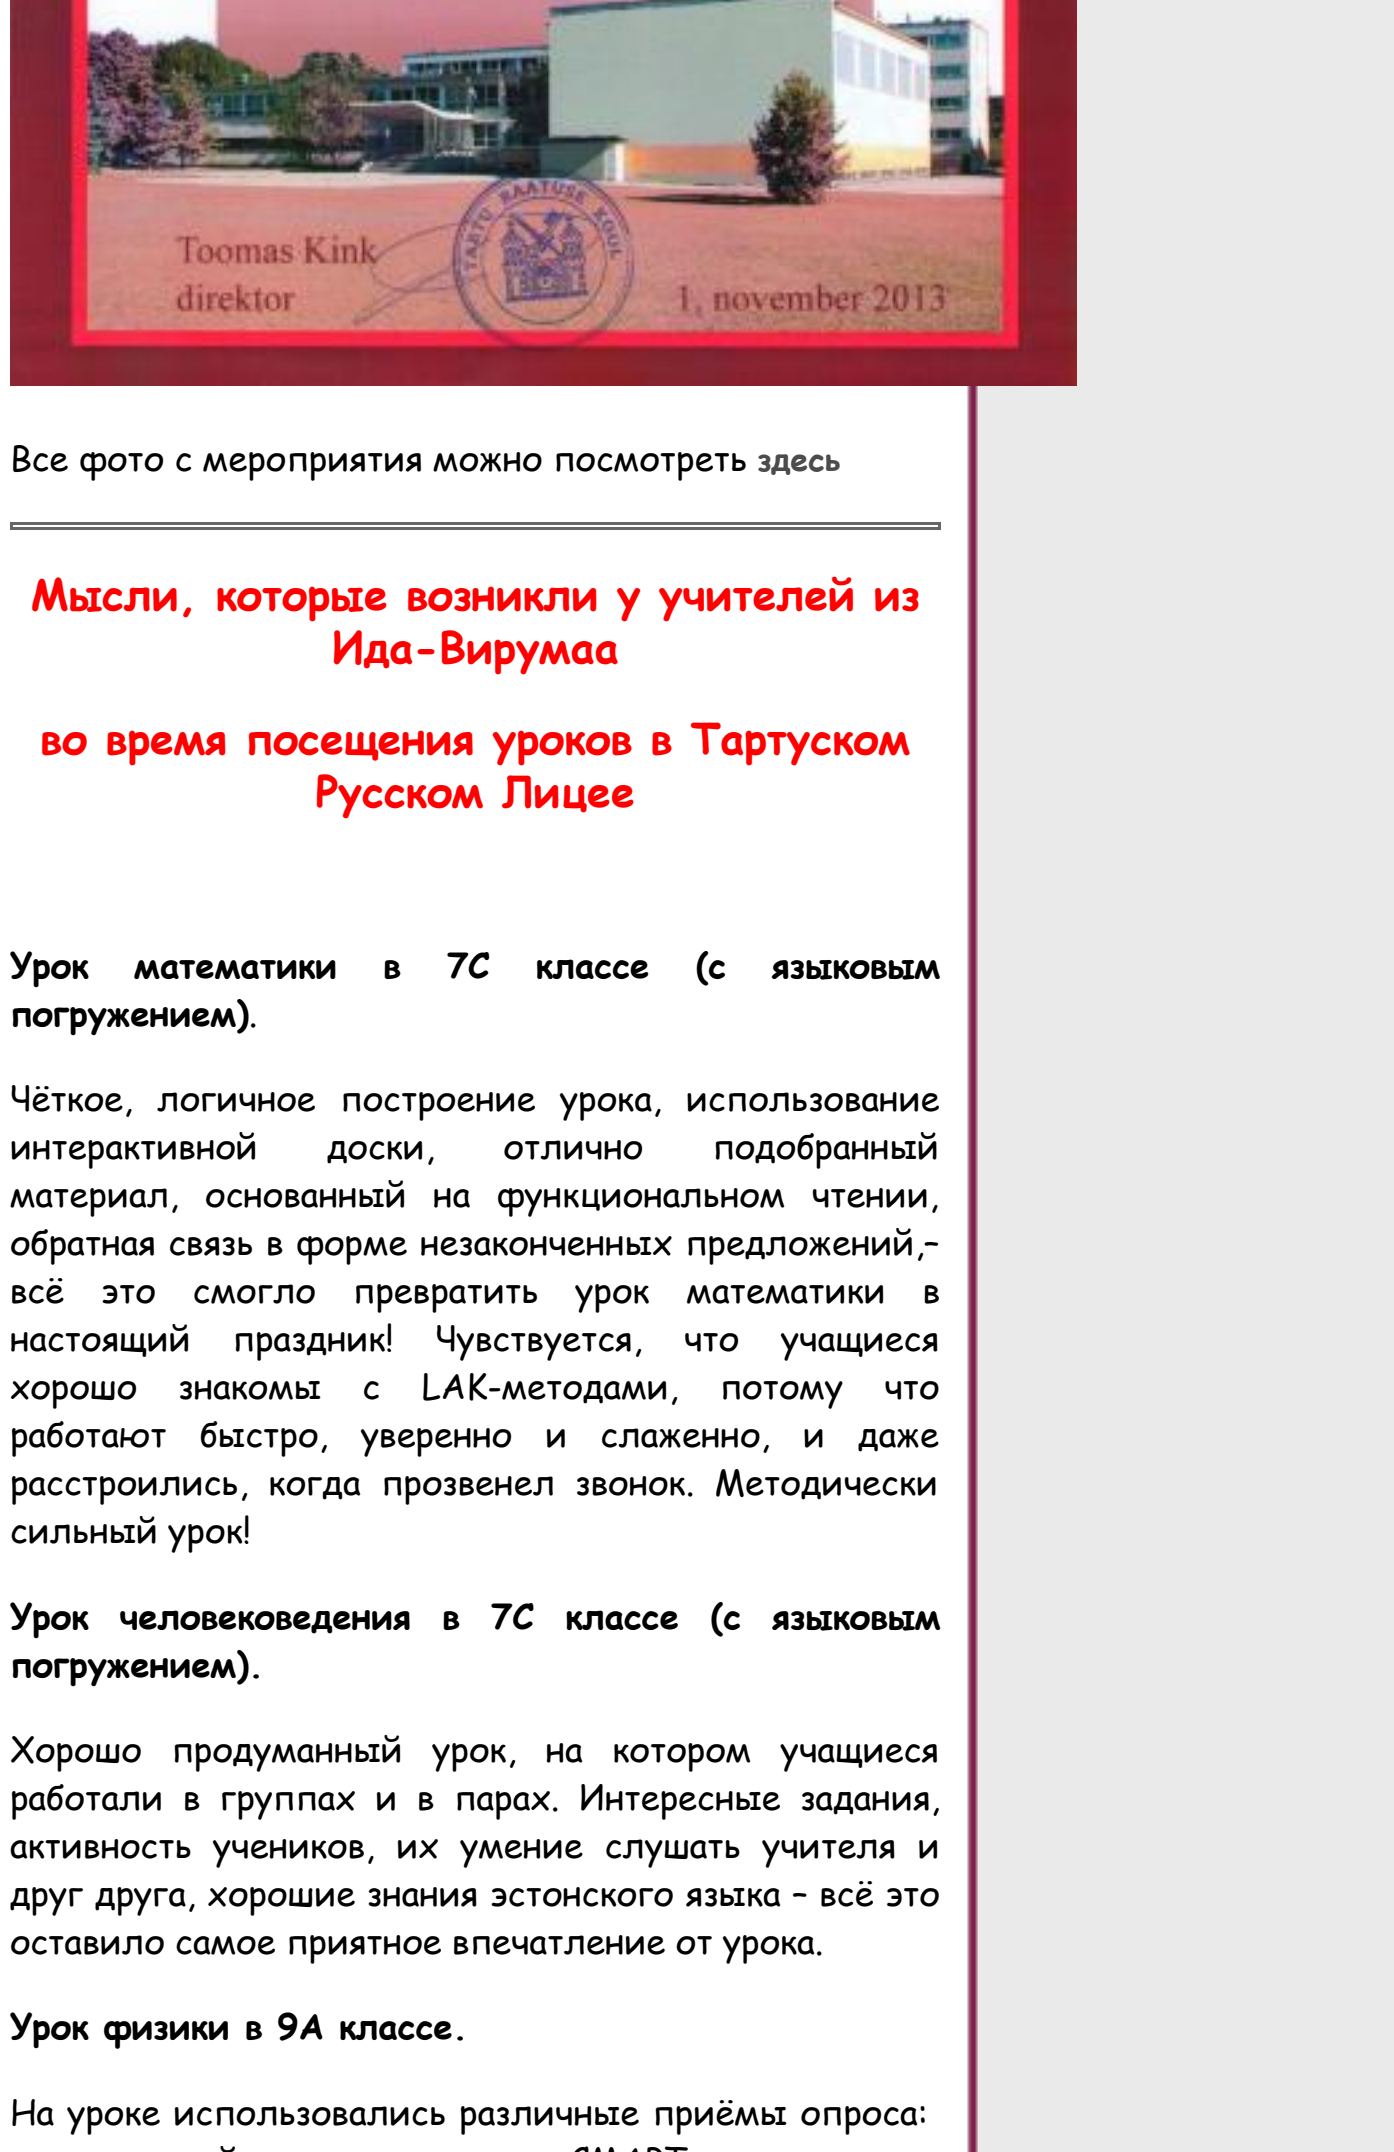 TARTU RAATUSE KOOL
Toomas Kink
direktor
1, november 2013
Все фото с мероприятия можно посмотреть здесь
Мысли, которые возникли у учителей из
Ида-Вирумаа
во время посещения уроков в Тартуском
Русском Лицее
Урок математики в 7С классе (с языковым
погружением).
Чёткое, логичное построение урока, использование
интерактивной доски, отлично подобранный
материал, основанный на функциональном чтении,
обратная связь в форме незаконченных предложений,–
всё это смогло превратить урок математики в
настоящий праздник! Чувствуется, что учащиеся
хорошо знакомы с LAK-методами, потому что
работают быстро, уверенно и слаженно, и даже
расстроились, когда прозвенел звонок. Методически
сильный урок!
Урок человековедения в 7С классе (с языковым
погружением).
Хорошо продуманный урок, на котором учащиеся
работали в группах и в парах. Интересные задания,
активность учеников, их умение слушать учителя и
друг друга, хорошие знания эстонского языка – всё это
оставило самое приятное впечатление от урока.
Урок физики в 9А классе.
На уроке использовались различные приёмы опроса: